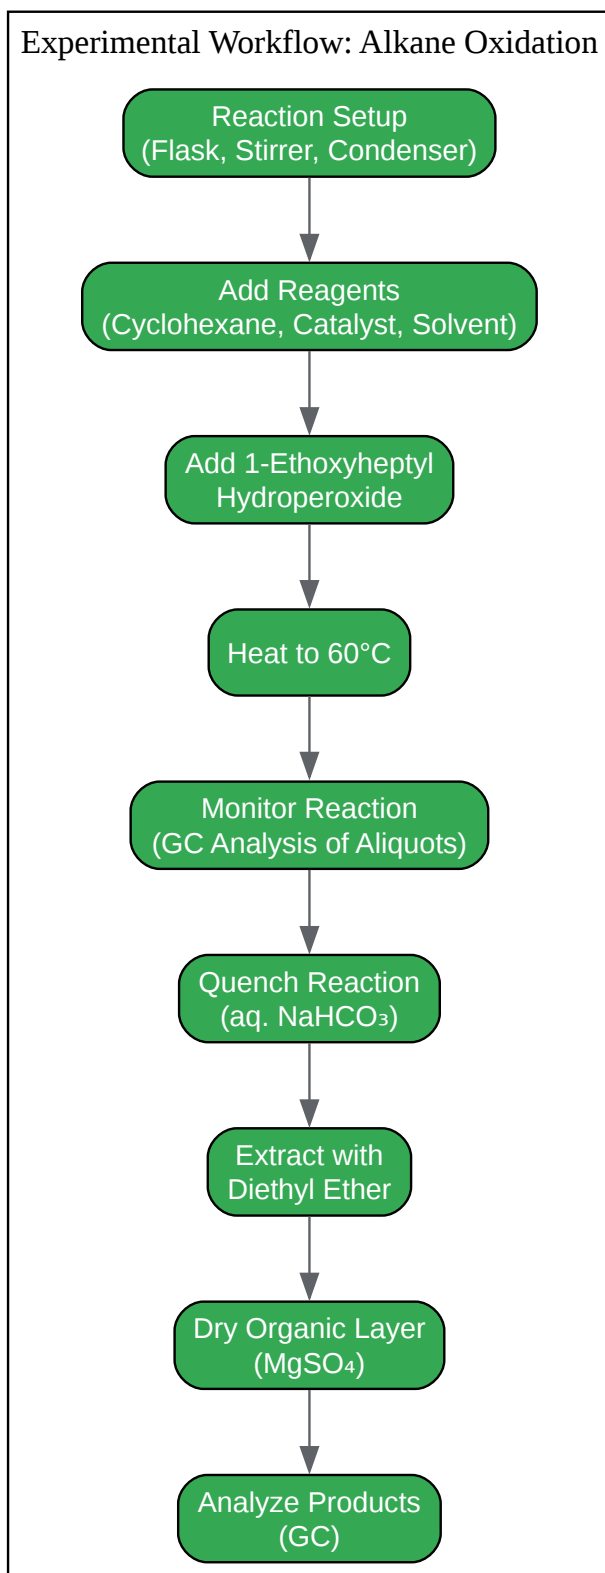 Experimental Workflow: Alkane Oxidation
Reaction Setup
(Flask, Stirrer, Condenser)
Add Reagents
(Cyclohexane, Catalyst, Solvent)
Add 1-Ethoxyheptyl
Hydroperoxide
Heat to 60°C
Monitor Reaction
(GC Analysis of Aliquots)
Quench Reaction
(aq. NaHCO₃)
Extract with
Diethyl Ether
Dry Organic Layer
(MgSO₄)
Analyze Products
(GC)